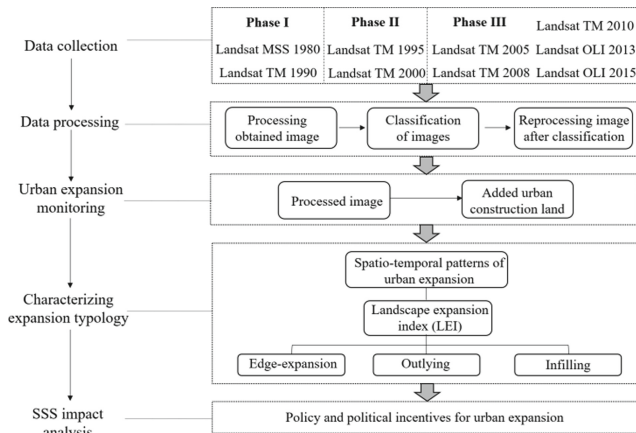 Phase I
Phase II
Phase III
Landsat TM 2010
Data collection
Landsat MSS 1980
Landsat TM 1995
Landsat TM 2005
Landsat OLI 2013
Landsat TM 1990
Landsat TM 2000
Landsat TM 2008
Landsat OLI 2015
Data processing
Processing
obtained image
Classification
of images
Reprocessing image
after classification
Urban expansion
monitoring
Processed image
Added urban
construction land
Spatio-temporal patterns of
urban expansion
Characterizing
expansion typology
Landscape expansion
index (LEI)
Edge-expansion
Outlying
Infilling
SSS impact
analysis
Policy and political incentives for urban expansion